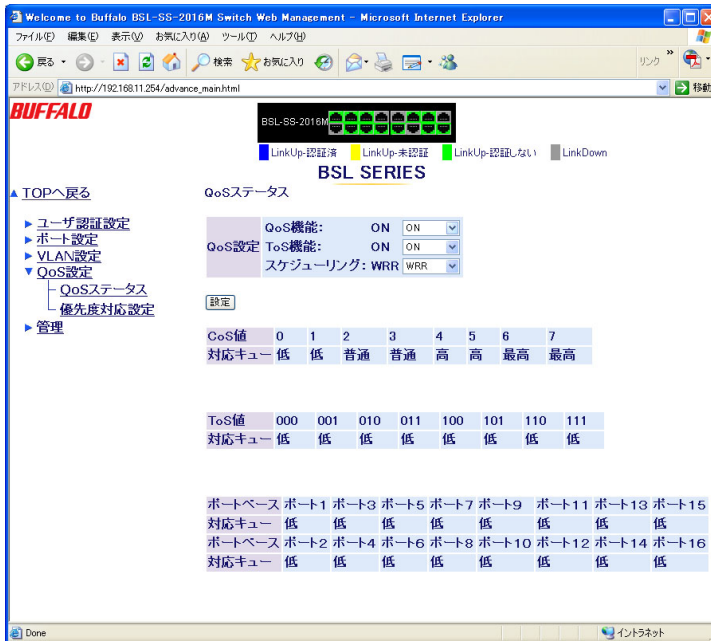 Welcome to Buffalo BSL-SS-2016M Switch Web Management - Microsoft Internet Explorer
ファイル(F) 編集(E) 表示(V) お気に入り(A) ツール(T) ヘルプ(H)
戻る 検索 お気に入り リンク »
アドレス(D) http://192.168.11.254/advance_main.html 移動
BUFFALO
BSL-SS-2016M
LinkUp-認証済 LinkUp-未認証 LinkUp-認証しない LinkDown
BSL SERIES
TOPへ戻る
ユーザ認証設定
ポート設定
VLAN設定
QoS設定
QoSステータス
優先度対応設定
管理
QoSステータス
QoS設定
QoS機能: ON ON
ToS機能: ON ON
スケジューリング: WRR WRR
設定
CoS値 0 1 2 3 4 5 6 7
対応キュー 低 低 普通 普通 高 高 最高 最高
ToS値 000 001 010 011 100 101 110 111
対応キュー 低 低 低 低 低 低 低 低
ポートベース ポート1 ポート3 ポート5 ポート7 ポート9 ポート11 ポート13 ポート15
対応キュー 低 低 低 低 低 低 低 低
ポートベース ポート2 ポート4 ポート6 ポート8 ポート10 ポート12 ポート14 ポート16
対応キュー 低 低 低 低 低 低 低 低
Done イントラネット